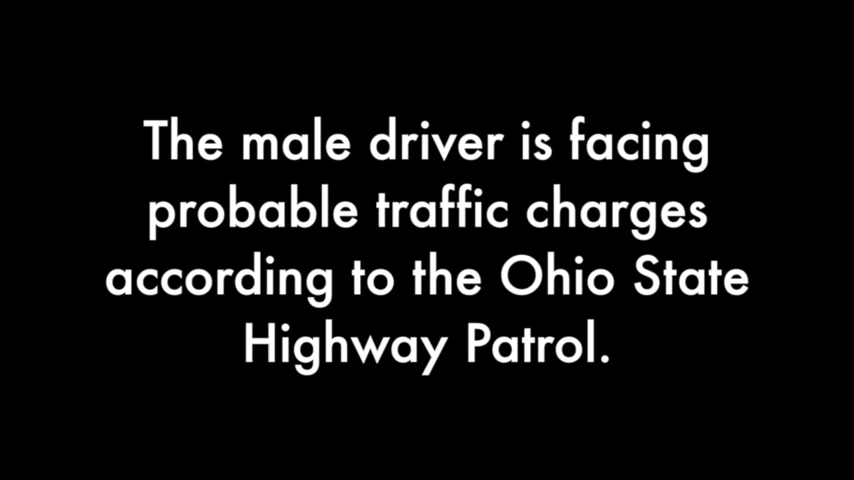 The male driver is facing
probable traffic charges
according to the Ohio State
Highway Patrol.